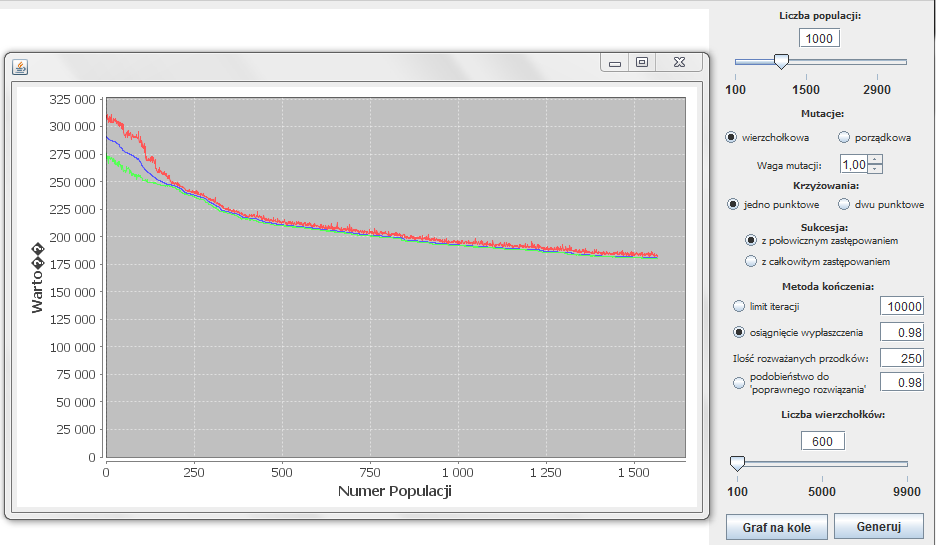 Liczba populacji:
1000
100 1500 2900
Mutacje:
wierzchołkowa porządkowa
Waga mutacji: 1,00
Krzyżowania:
jedno punktowe dwu punktowe
Sukcesja:
z połowicznym zastępowaniem
z całkowitym zastępowaniem
Metoda kończenia:
limit iteracji 10000
osiągnięcie wypłaszczenia 0.98
Ilość rozważanych przodków: 250
podobieństwo do
'poprawnego rozwiązania' 0.98
Liczba wierzchołków:
600
100 5000 9900
Graf na kole Generuj
325 000
300 000
275 000
250 000
225 000
200 000
175 000
150 000
125 000
100 000
75 000
50 000
25 000
0
Warto��
0 250 500 750 1 000 1 250 1 500
Numer Populacji